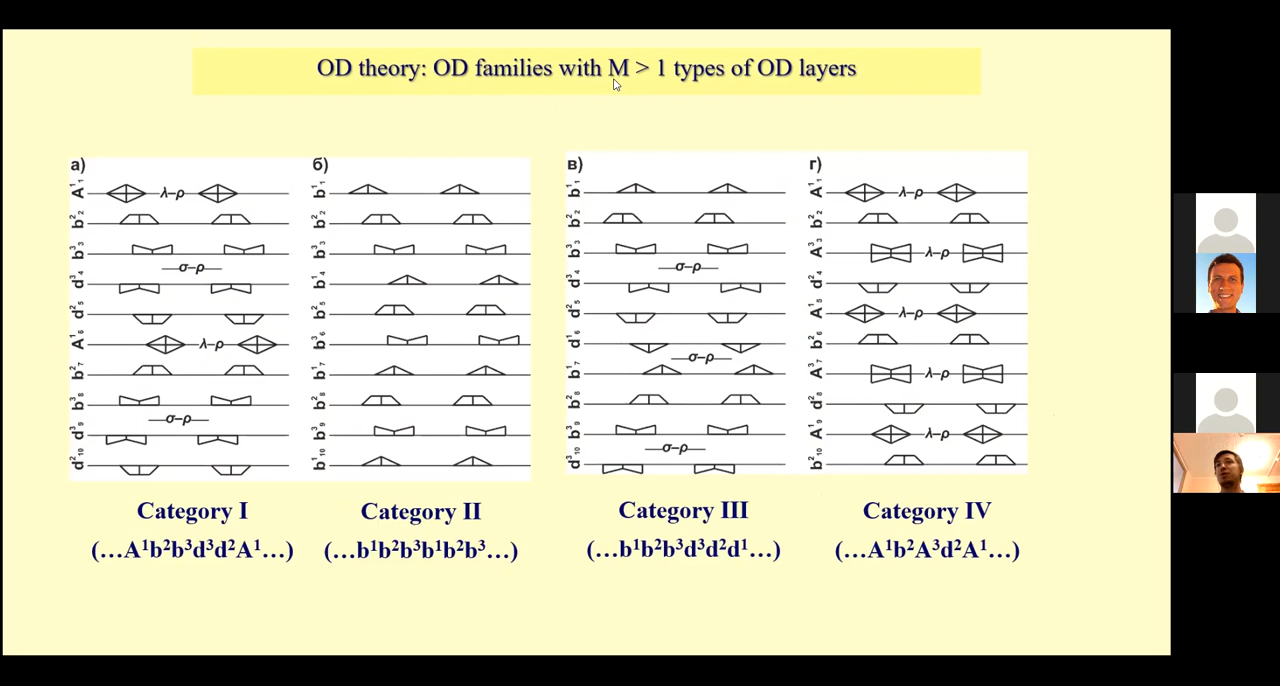 OD theory: OD families with M > 1 types of OD layers
а) б) в) г)
A¹₁ λ–ρ
b²₂
b³₃
σ–ρ
d³₄
d²₅
A¹₆ λ–ρ
b²₇
b³₈
σ–ρ
d³₉
d²₁₀
b¹₁
b²₂
b³₃
b¹₄
b²₅
b³₆
b¹₇
b²₈
b³₉
b¹₁₀
b¹₁
b²₂
b³₃
σ–ρ
d³₄
d²₅
d¹₆
σ–ρ
b¹₇
b²₈
b³₉
σ–ρ
d³₁₀
A¹₁ λ–ρ
b²₂
A³₃ λ–ρ
d²₄
A¹₅ λ–ρ
b²₆
A³₇ λ–ρ
d²₈
A¹₉ λ–ρ
b²₁₀
Category I Category II Category III Category IV
(…A¹b²b³d³d²A¹…) (…b¹b²b³b¹b²b³…) (…b¹b²b³d³d²d¹…) (…A¹b²A³d²A¹…)